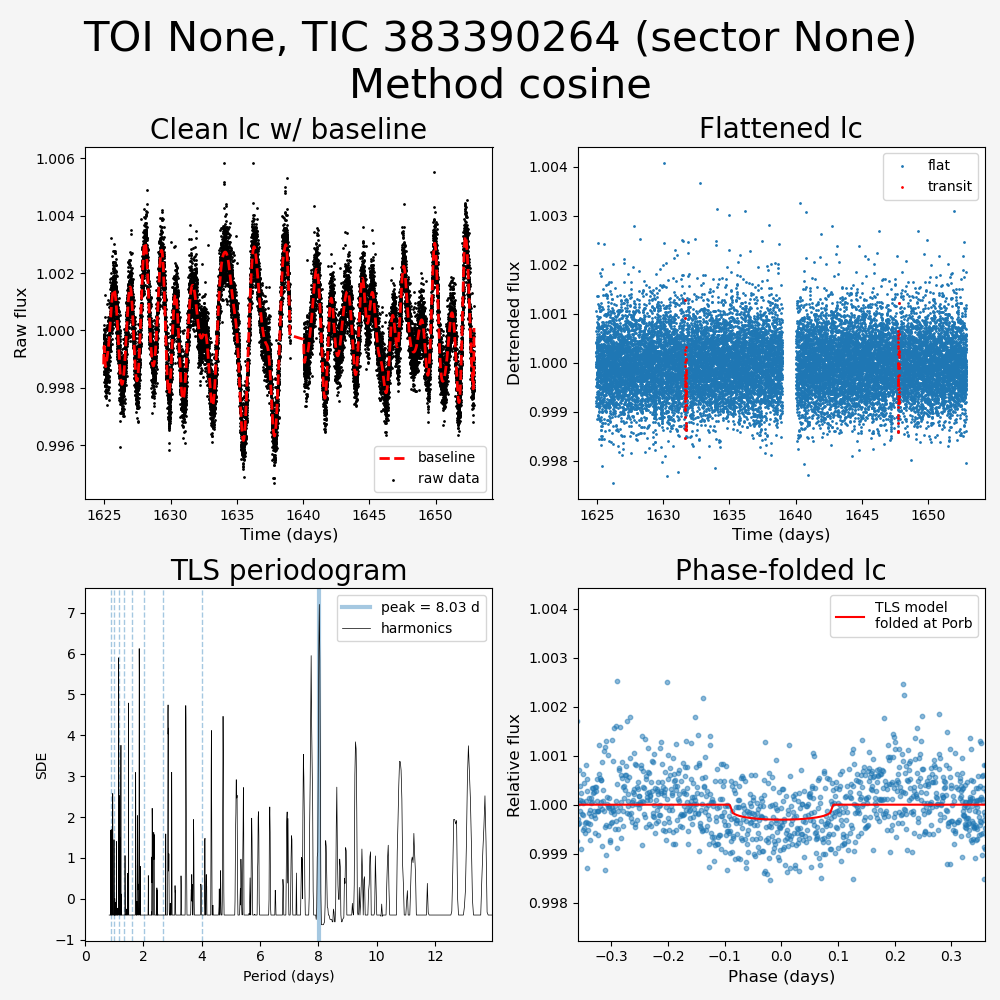 TOI None, TIC 383390264 (sector None)
Method cosine
Clean lc w/ baseline
Raw flux
1.006
1.004
1.002
1.000
0.998
0.996
baseline
raw data
1625
1630
1635
1640
1645
1650
Time (days)
Flattened lc
Detrended flux
1.004
1.003
1.002
1.001
1.000
0.999
0.998
flat
transit
1625
1630
1635
1640
1645
1650
Time (days)
TLS periodogram
SDE
7
6
5
4
3
2
1
0
−1
peak = 8.03 d
harmonics
0
2
4
6
8
10
12
Period (days)
Phase-folded lc
Relative flux
1.004
1.003
1.002
1.001
1.000
0.999
0.998
TLS model
folded at Porb
−0.3
−0.2
−0.1
0.0
0.1
0.2
0.3
Phase (days)